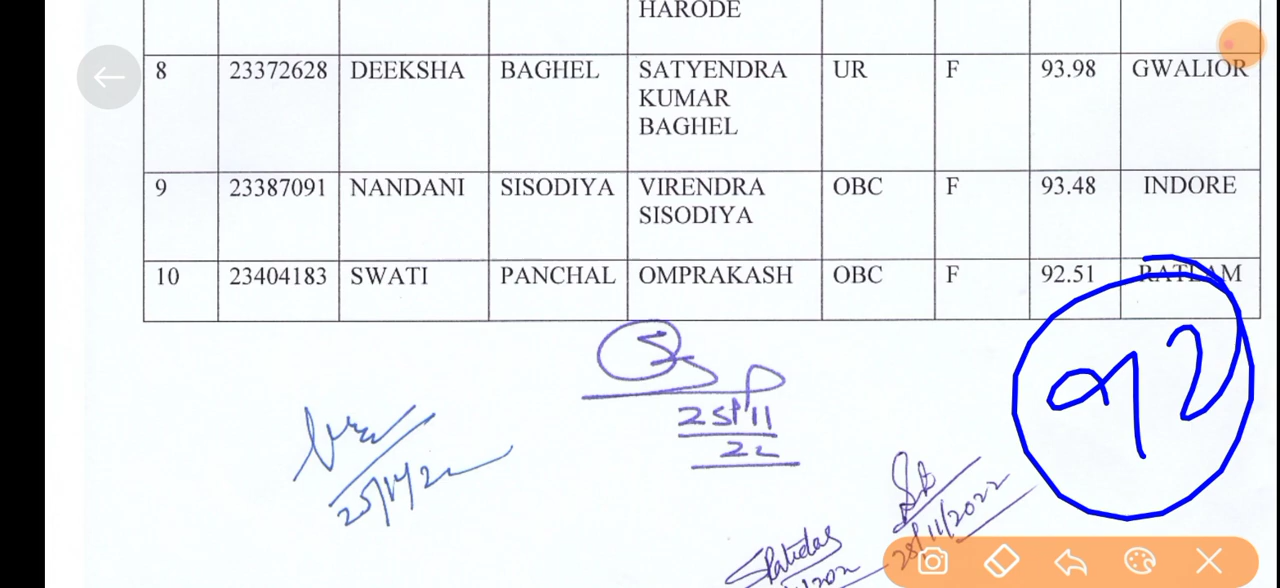 HARODE
8 23372628 DEEKSHA BAGHEL SATYENDRA UR F 93.98 GWALIOR
KUMAR
BAGHEL
9 23387091 NANDANI SISODIYA VIRENDRA OBC F 93.48 INDORE
SISODIYA
10 23404183 SWATI PANCHAL OMPRAKASH OBC F 92.51 RATLAM
92
25/11
22
25/11/22
28/11/2022